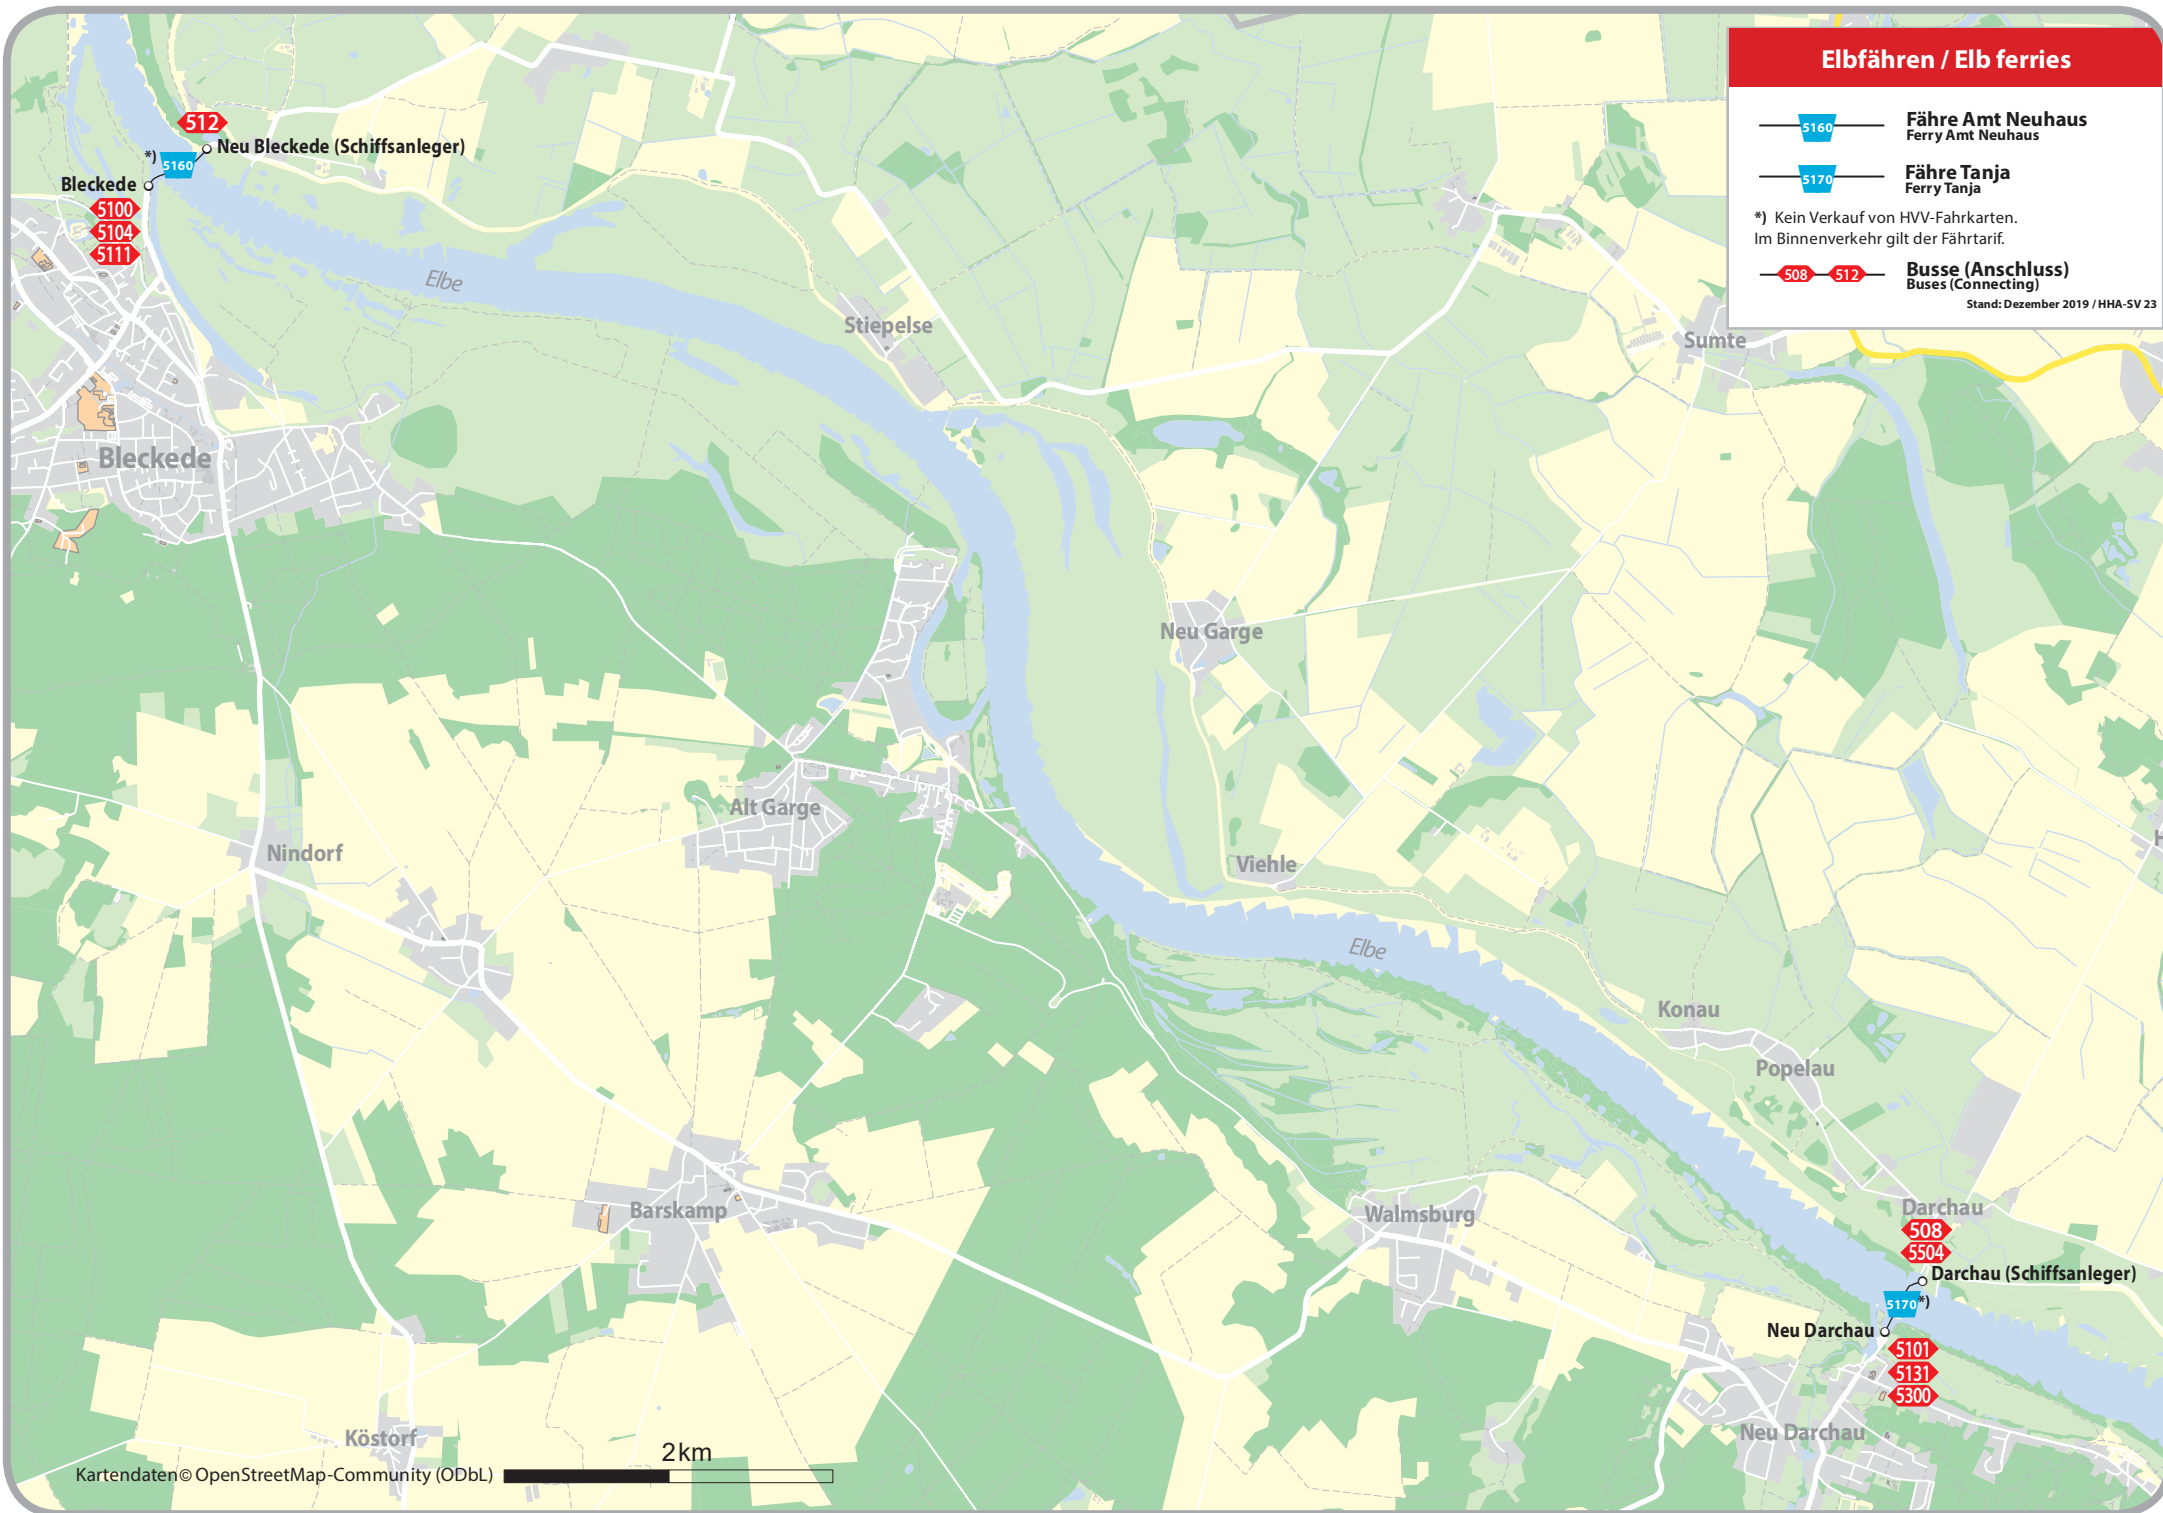 Elbfähren / Elb ferries
5160
Fähre Amt Neuhaus
Ferry Amt Neuhaus
5170
Fähre Tanja
Ferry Tanja
*) Kein Verkauf von HVV-Fahrkarten.
Im Binnenverkehr gilt der Fährtarif.
508 512
Busse (Anschluss)
Buses (Connecting)
Stand: Dezember 2019 / HHA-SV 23
512
Neu Bleckede (Schiffsanleger)
*)
5160
Bleckede
5100
5104
5111
Elbe
Stiepelse
Sumte
Bleckede
Neu Garge
Alt Garge
Nindorf
Viehle
H
Elbe
Konau
Popelau
Barskamp
Walmsburg
Darchau
508
5504
Darchau (Schiffsanleger)
5170 *)
Neu Darchau
5101
5131
5300
Neu Darchau
Köstorf
2km
Kartendaten© OpenStreetMap-Community (ODbL)